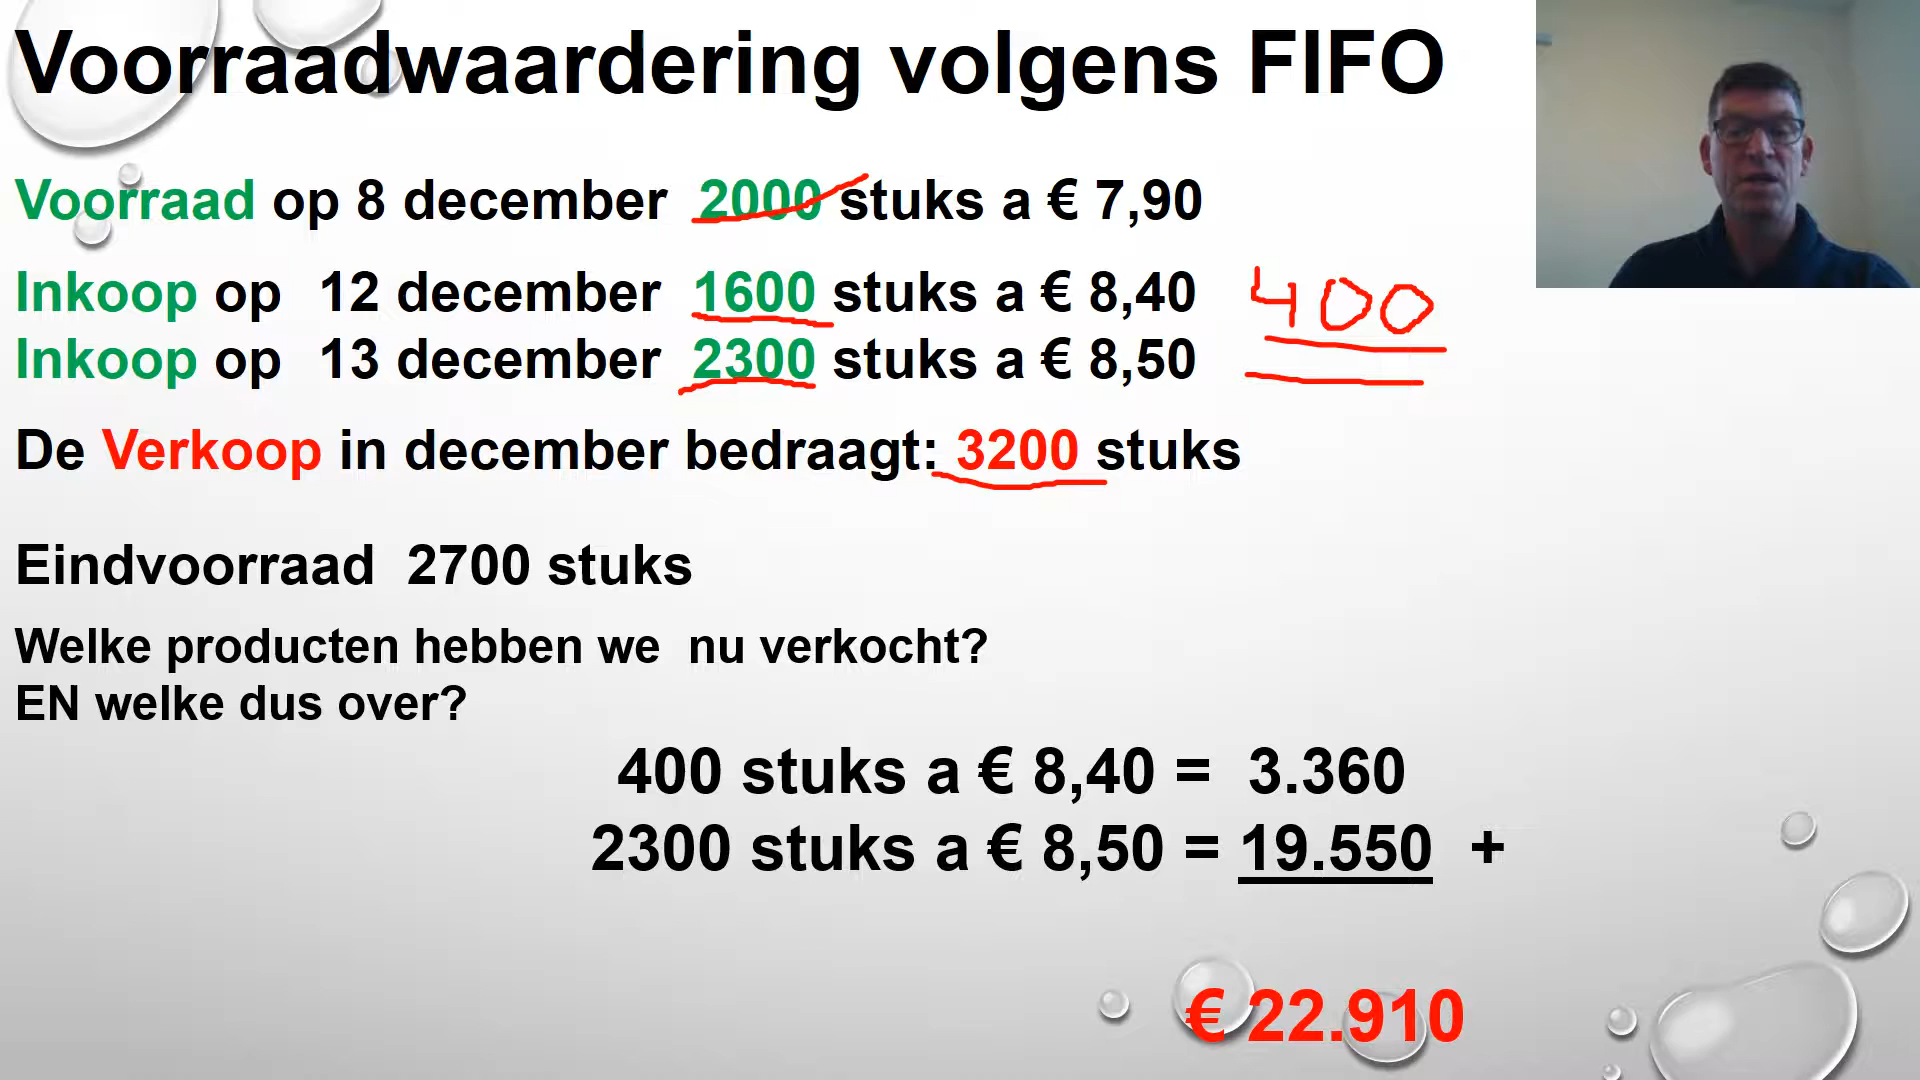 Voorraadwaardering volgens FIFO
Voorraad op 8 december 2000 stuks a € 7,90
Inkoop op 12 december 1600 stuks a € 8,40 400
Inkoop op 13 december 2300 stuks a € 8,50
De Verkoop in december bedraagt: 3200 stuks
Eindvoorraad 2700 stuks
Welke producten hebben we nu verkocht?
EN welke dus over?
400 stuks a € 8,40 = 3.360
2300 stuks a € 8,50 = 19.550 +
€ 22.910